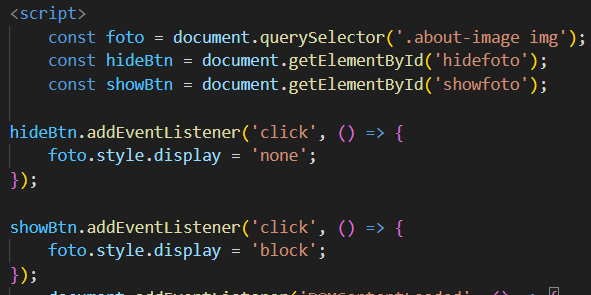 <script>
const foto = document.querySelector('.about-image img');
const hideBtn = document.getElementById('hidefoto');
const showBtn = document.getElementById('showfoto');
hideBtn.addEventListener('click', () => {
foto.style.display = 'none';
});
showBtn.addEventListener('click', () => {
foto.style.display = 'block';
});
document.addEventListener('DOMContentLoaded', () => {